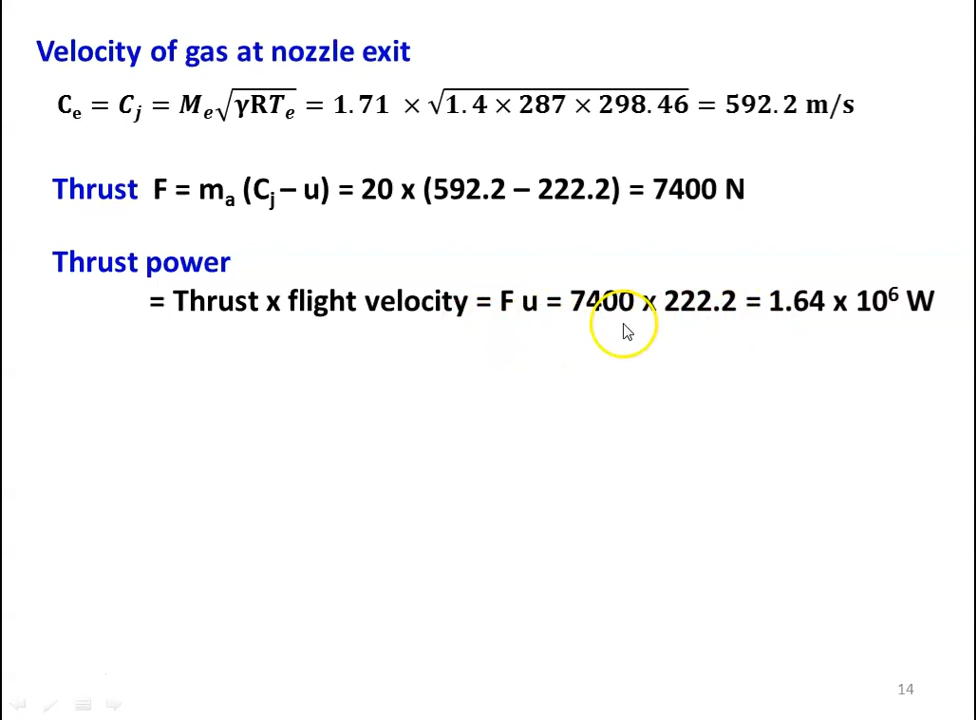 Velocity of gas at nozzle exit
Cₑ = Cⱼ = Mₑ√γRTₑ = 1.71 × √1.4 × 287 × 298.46 = 592.2 m/s
Thrust F = mₐ (Cⱼ – u) = 20 x (592.2 – 222.2) = 7400 N
Thrust power
= Thrust x flight velocity = F u = 7400 x 222.2 = 1.64 x 10⁶ W
14